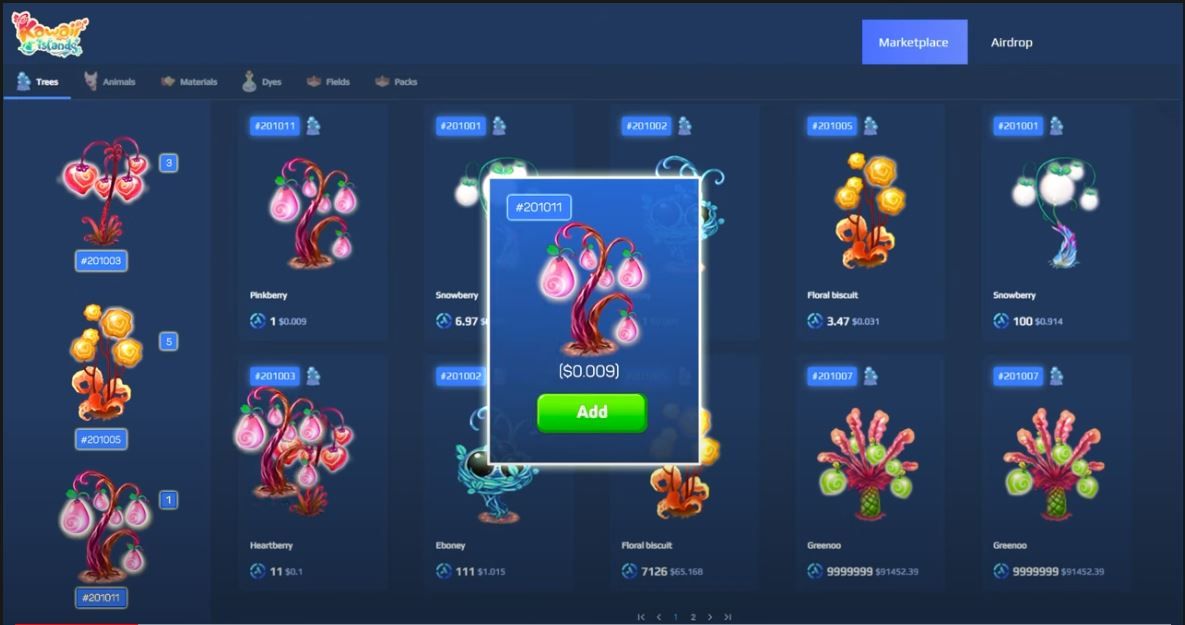 Kawaii
islands
Marketplace
Airdrop
Trees
Animals
Materials
Dyes
Fields
Packs
3
#201003
5
#201005
1
#201011
#201011
#201001
#201002
#201005
#201001
Pinkberry
Snowberry
Floral biscuit
Snowberry
1 $0.009
6.97
3.47 $0.031
100 $0.914
#201011
($0.009)
Add
#201003
#201002
#201007
#201007
Heartberry
Eboney
Floral biscuit
Greenoo
Greenoo
11 $0.1
111 $1.015
7126 $65.168
9999999 $91452.39
9999999 $91452.39
1
2